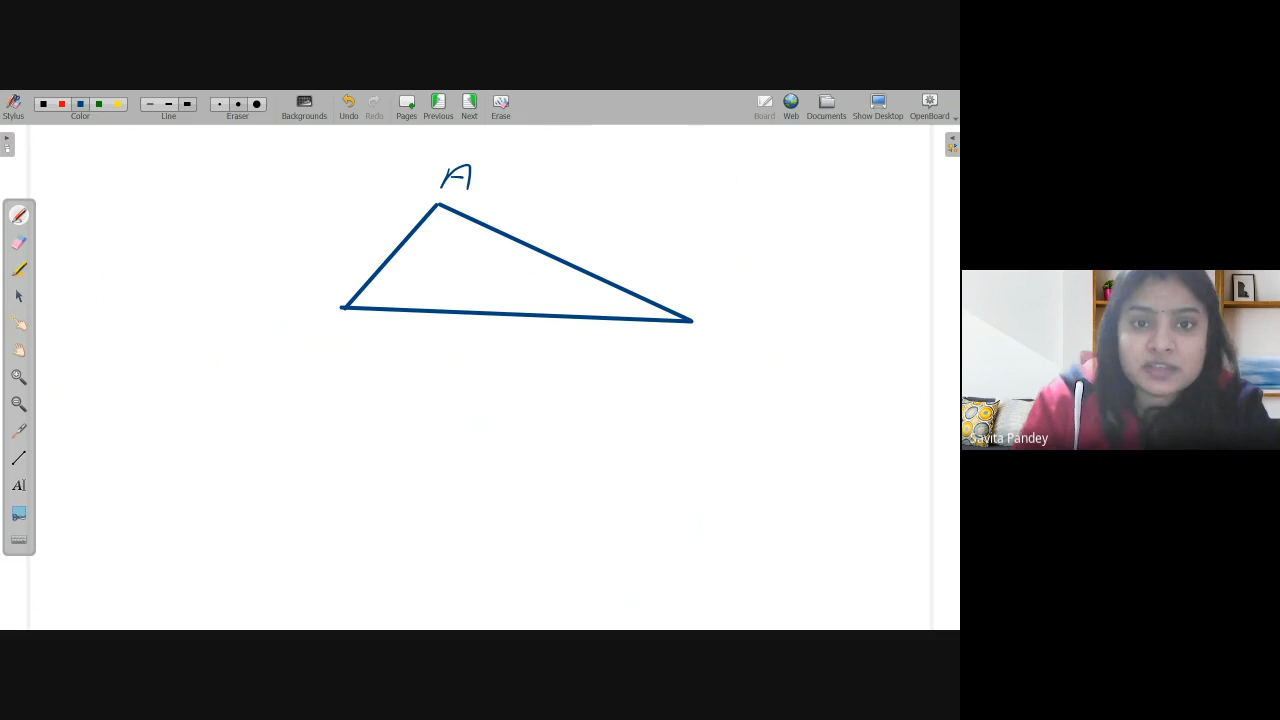 Stylus Color Line Eraser Backgrounds Undo Redo Pages Previous Next Erase Board Web Documents Show Desktop OpenBoard
A
A
Savita Pandey